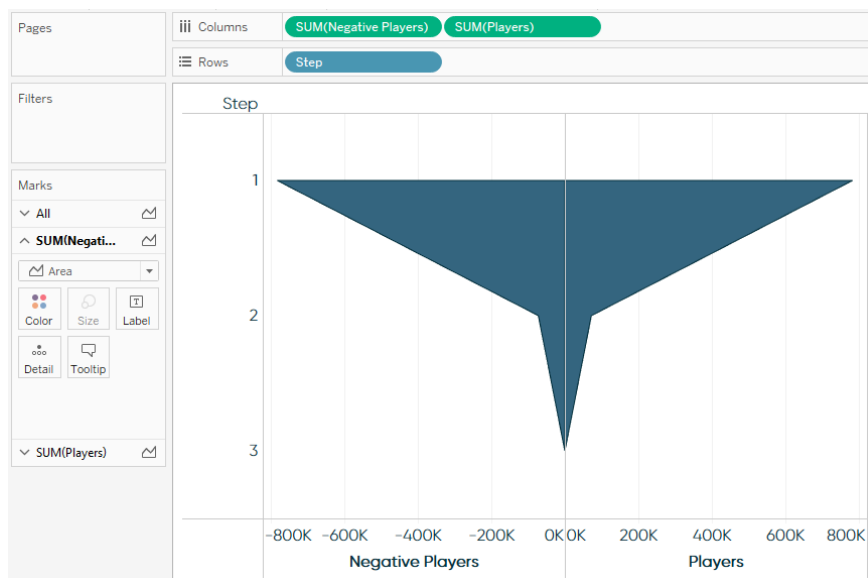 Pages
Columns
SUM(Negative Players)
SUM(Players)
Rows
Step
Filters
Marks
All
SUM(Negati...
Area
Color
Size
Label
Detail
Tooltip
SUM(Players)
Step
1
2
3
-800K -600K -400K -200K 0K 0K 200K 400K 600K 800K
Negative Players
Players